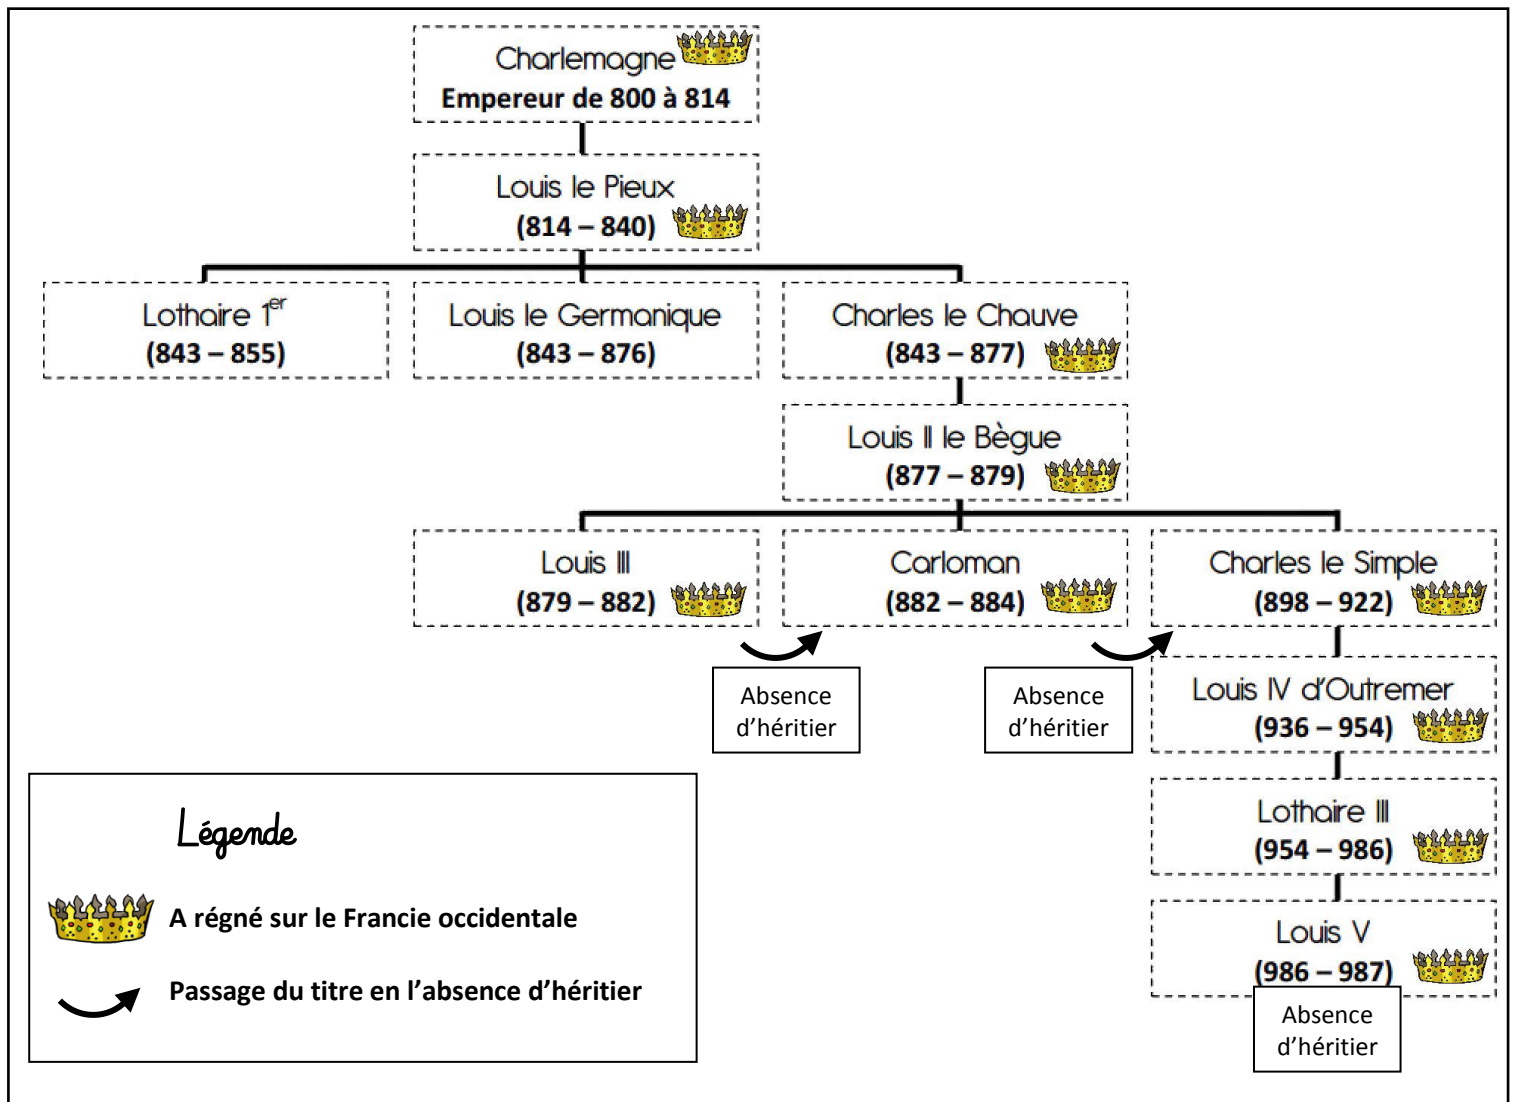 Charlemagne
Empereur de 800 à 814
Louis le Pieux
(814 – 840)
Lothaire 1er
(843 – 855)
Louis le Germanique
(843 – 876)
Charles le Chauve
(843 – 877)
Louis II le Bègue
(877 – 879)
Louis III
(879 – 882)
Carloman
(882 – 884)
Charles le Simple
(898 – 922)
Absence
d'héritier
Absence
d'héritier
Louis IV d'Outremer
(936 – 954)
Lothaire III
(954 – 986)
Louis V
(986 – 987)
Absence
d'héritier
Légende
A régné sur le Francie occidentale
Passage du titre en l'absence d'héritier